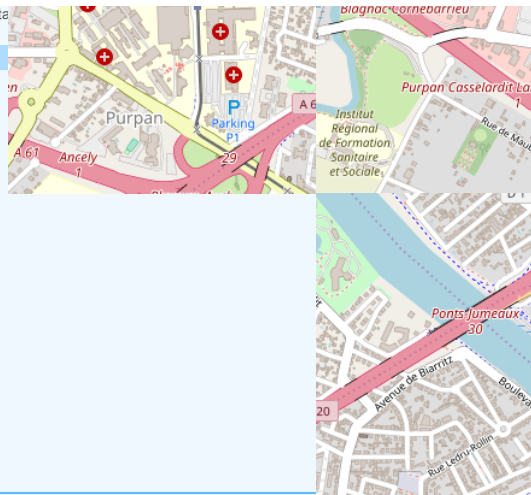 Blagnac-Cornebarrieu
Purpan
Parking
P1
A 6
29
A 61
Ancely
1
Purpan Casselardit La
1
Institut
Régional
de Formation
Sanitaire
et Sociale
Rue de Maub
Ponts Jumeaux
30
Avenue de Biarritz
Bouleva
20
Rue Ledru-Rollin